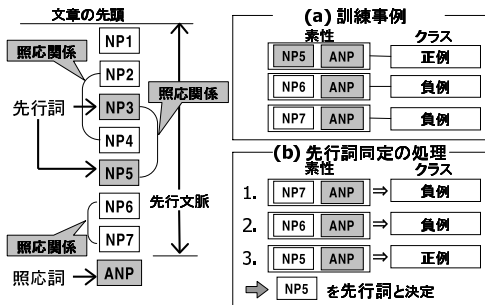 文章の先頭
NP1
照応関係
NP2
先行詞
NP3
照応関係
NP4
NP5
先行文脈
NP6
照応関係
NP7
照応詞
ANP
(a) 訓練事例
素性 クラス
NP5 ANP 正例
NP6 ANP 負例
NP7 ANP 負例
(b) 先行詞同定の処理
素性 クラス
1. NP7 ANP ⇒ 負例
2. NP6 ANP ⇒ 負例
3. NP5 ANP ⇒ 正例
NP5 を先行詞と決定